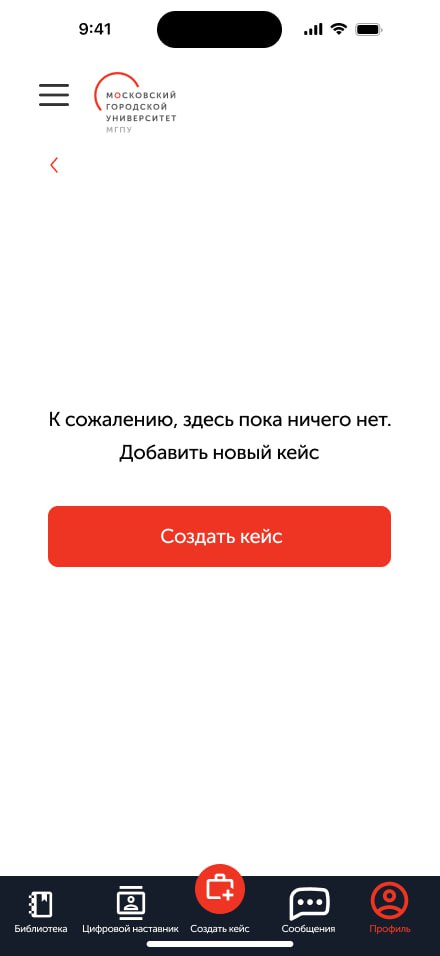 9:41
МОСКОВСКИЙ
ГОРОДСКОЙ
УНИВЕРСИТЕТ
МГПУ
К сожалению, здесь пока ничего нет.
Добавить новый кейс
Создать кейс
Библиотека
Цифровой наставник
Создать кейс
Сообщения
Профиль